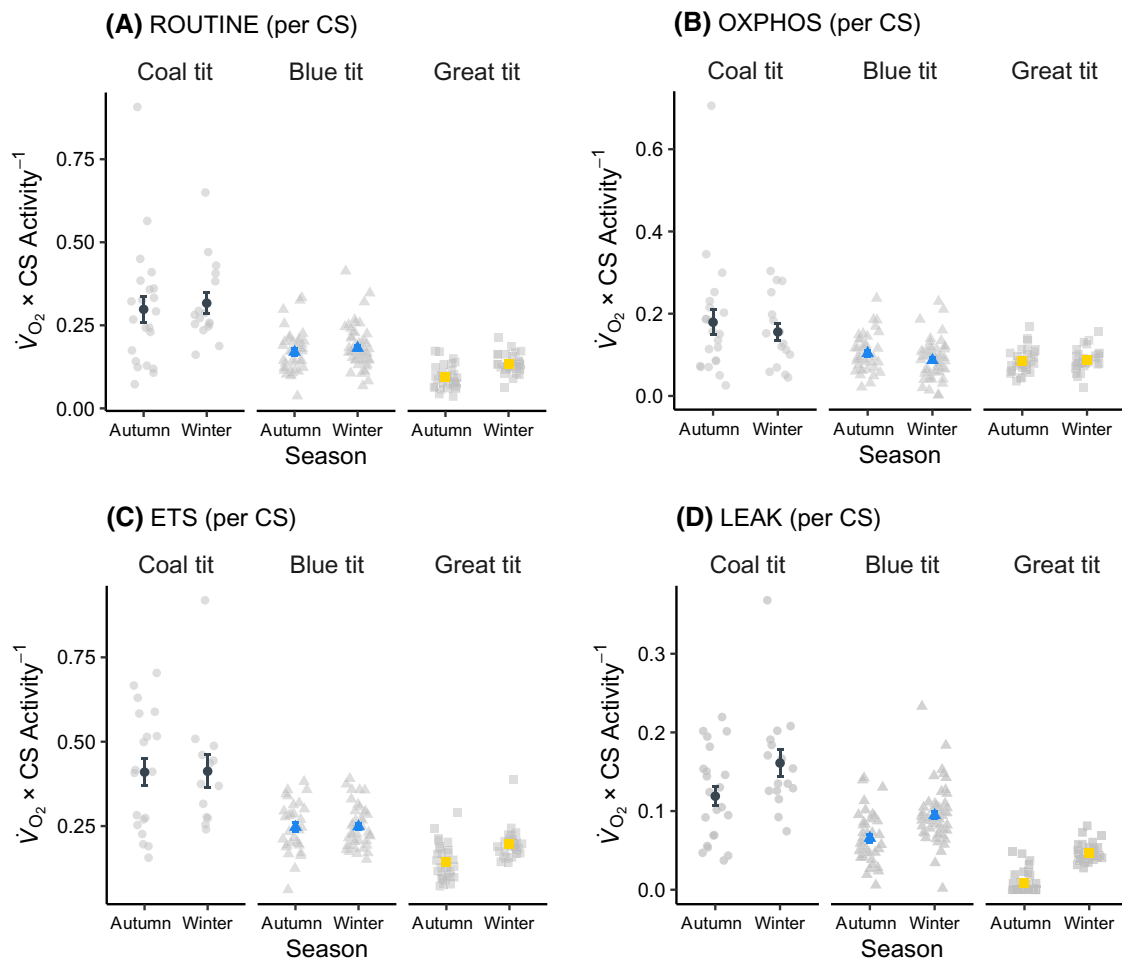 (A) ROUTINE (per CS)
Coal tit Blue tit Great tit
V̇O₂ × CS Activity⁻¹
0.75
0.50
0.25
0.00
Autumn Winter Autumn Winter Autumn Winter
Season
(B) OXPHOS (per CS)
Coal tit Blue tit Great tit
V̇O₂ × CS Activity⁻¹
0.6
0.4
0.2
0.0
Autumn Winter Autumn Winter Autumn Winter
Season
(C) ETS (per CS)
Coal tit Blue tit Great tit
V̇O₂ × CS Activity⁻¹
0.75
0.50
0.25
Autumn Winter Autumn Winter Autumn Winter
Season
(D) LEAK (per CS)
Coal tit Blue tit Great tit
V̇O₂ × CS Activity⁻¹
0.3
0.2
0.1
0.0
Autumn Winter Autumn Winter Autumn Winter
Season